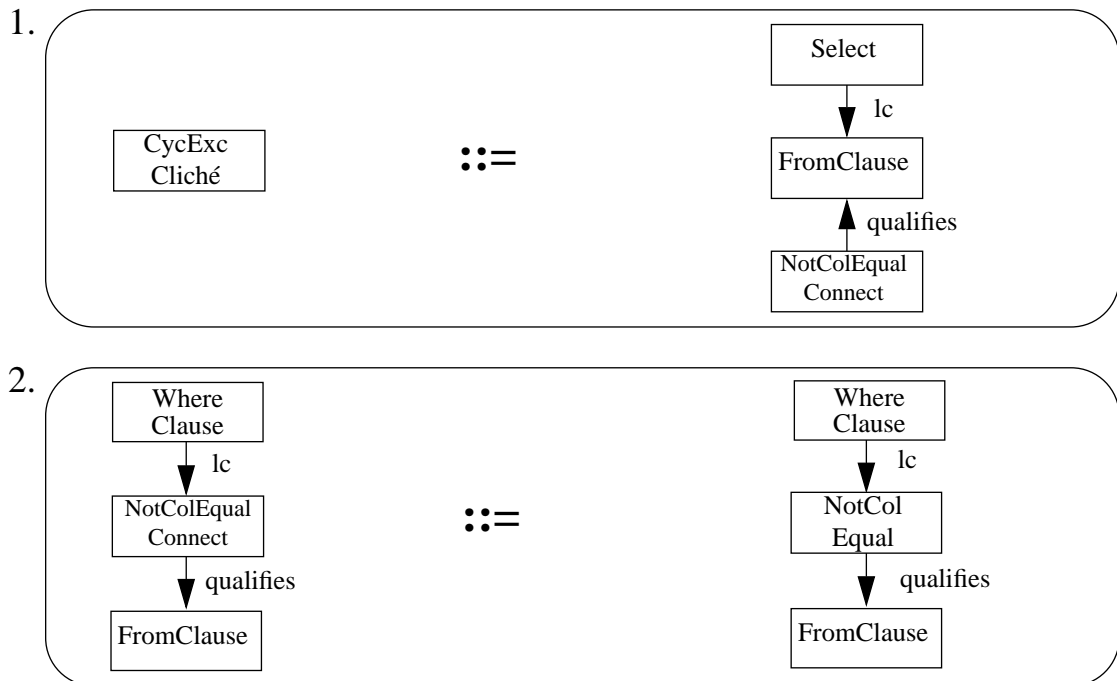 1.
CycExc
Cliché
::=
Select
lc
FromClause
qualifies
NotColEqual
Connect
2.
Where
Clause
lc
NotColEqual
Connect
qualifies
FromClause
::=
Where
Clause
lc
NotCol
Equal
qualifies
FromClause